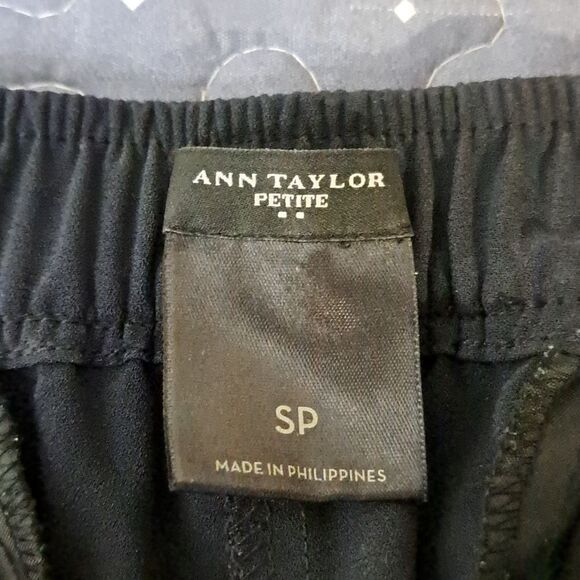 ANN TAYLOR
PETITE
SP
MADE IN PHILIPPINES